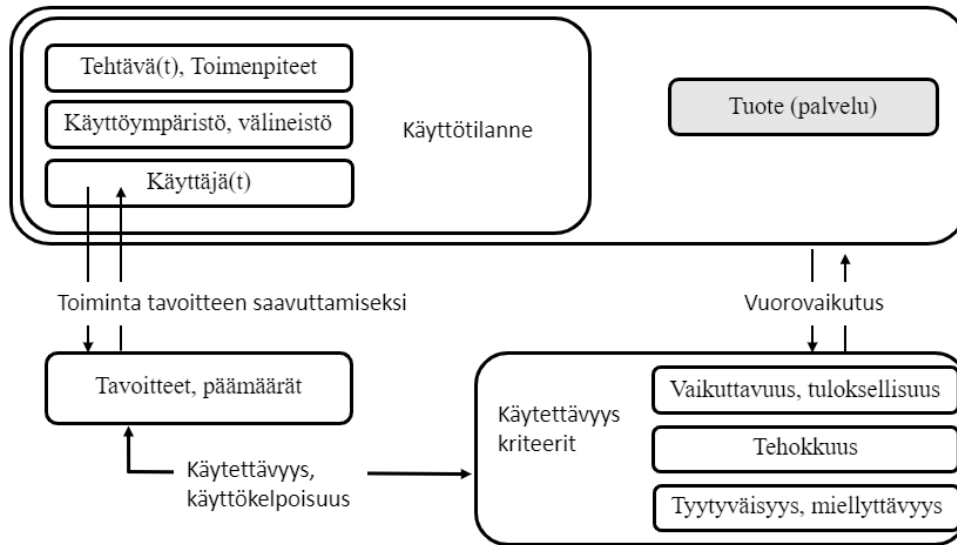 Tehtävä(t), Toimenpiteet
Käyttöympäristö, välineistö
Käyttäjä(t)
Käyttötilanne
Tuote (palvelu)
Toiminta tavoitteen saavuttamiseksi
Vuorovaikutus
Tavoitteet, päämäärät
Käytettävyys
kriteerit
Vaikuttavuus, tuloksellisuus
Tehokkuus
Tyytyväisyys, miellyttävyys
Käytettävyys,
käyttökelpoisuus